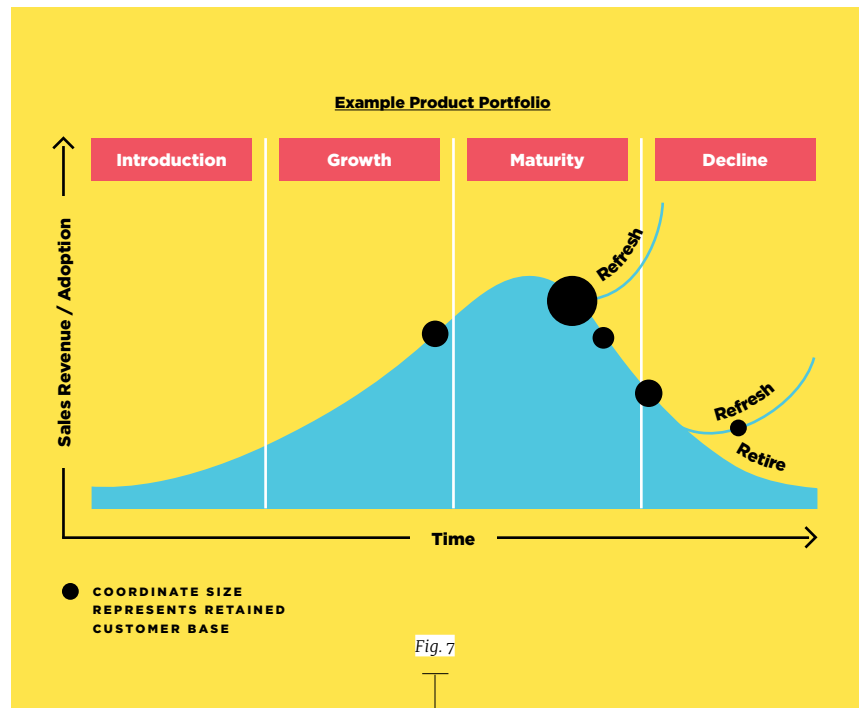 Example Product Portfolio
Introduction
Growth
Maturity
Decline
Sales Revenue / Adoption
Refresh
Refresh
Retire
Time
COORDINATE SIZE
REPRESENTS RETAINED
CUSTOMER BASE
Fig. 7